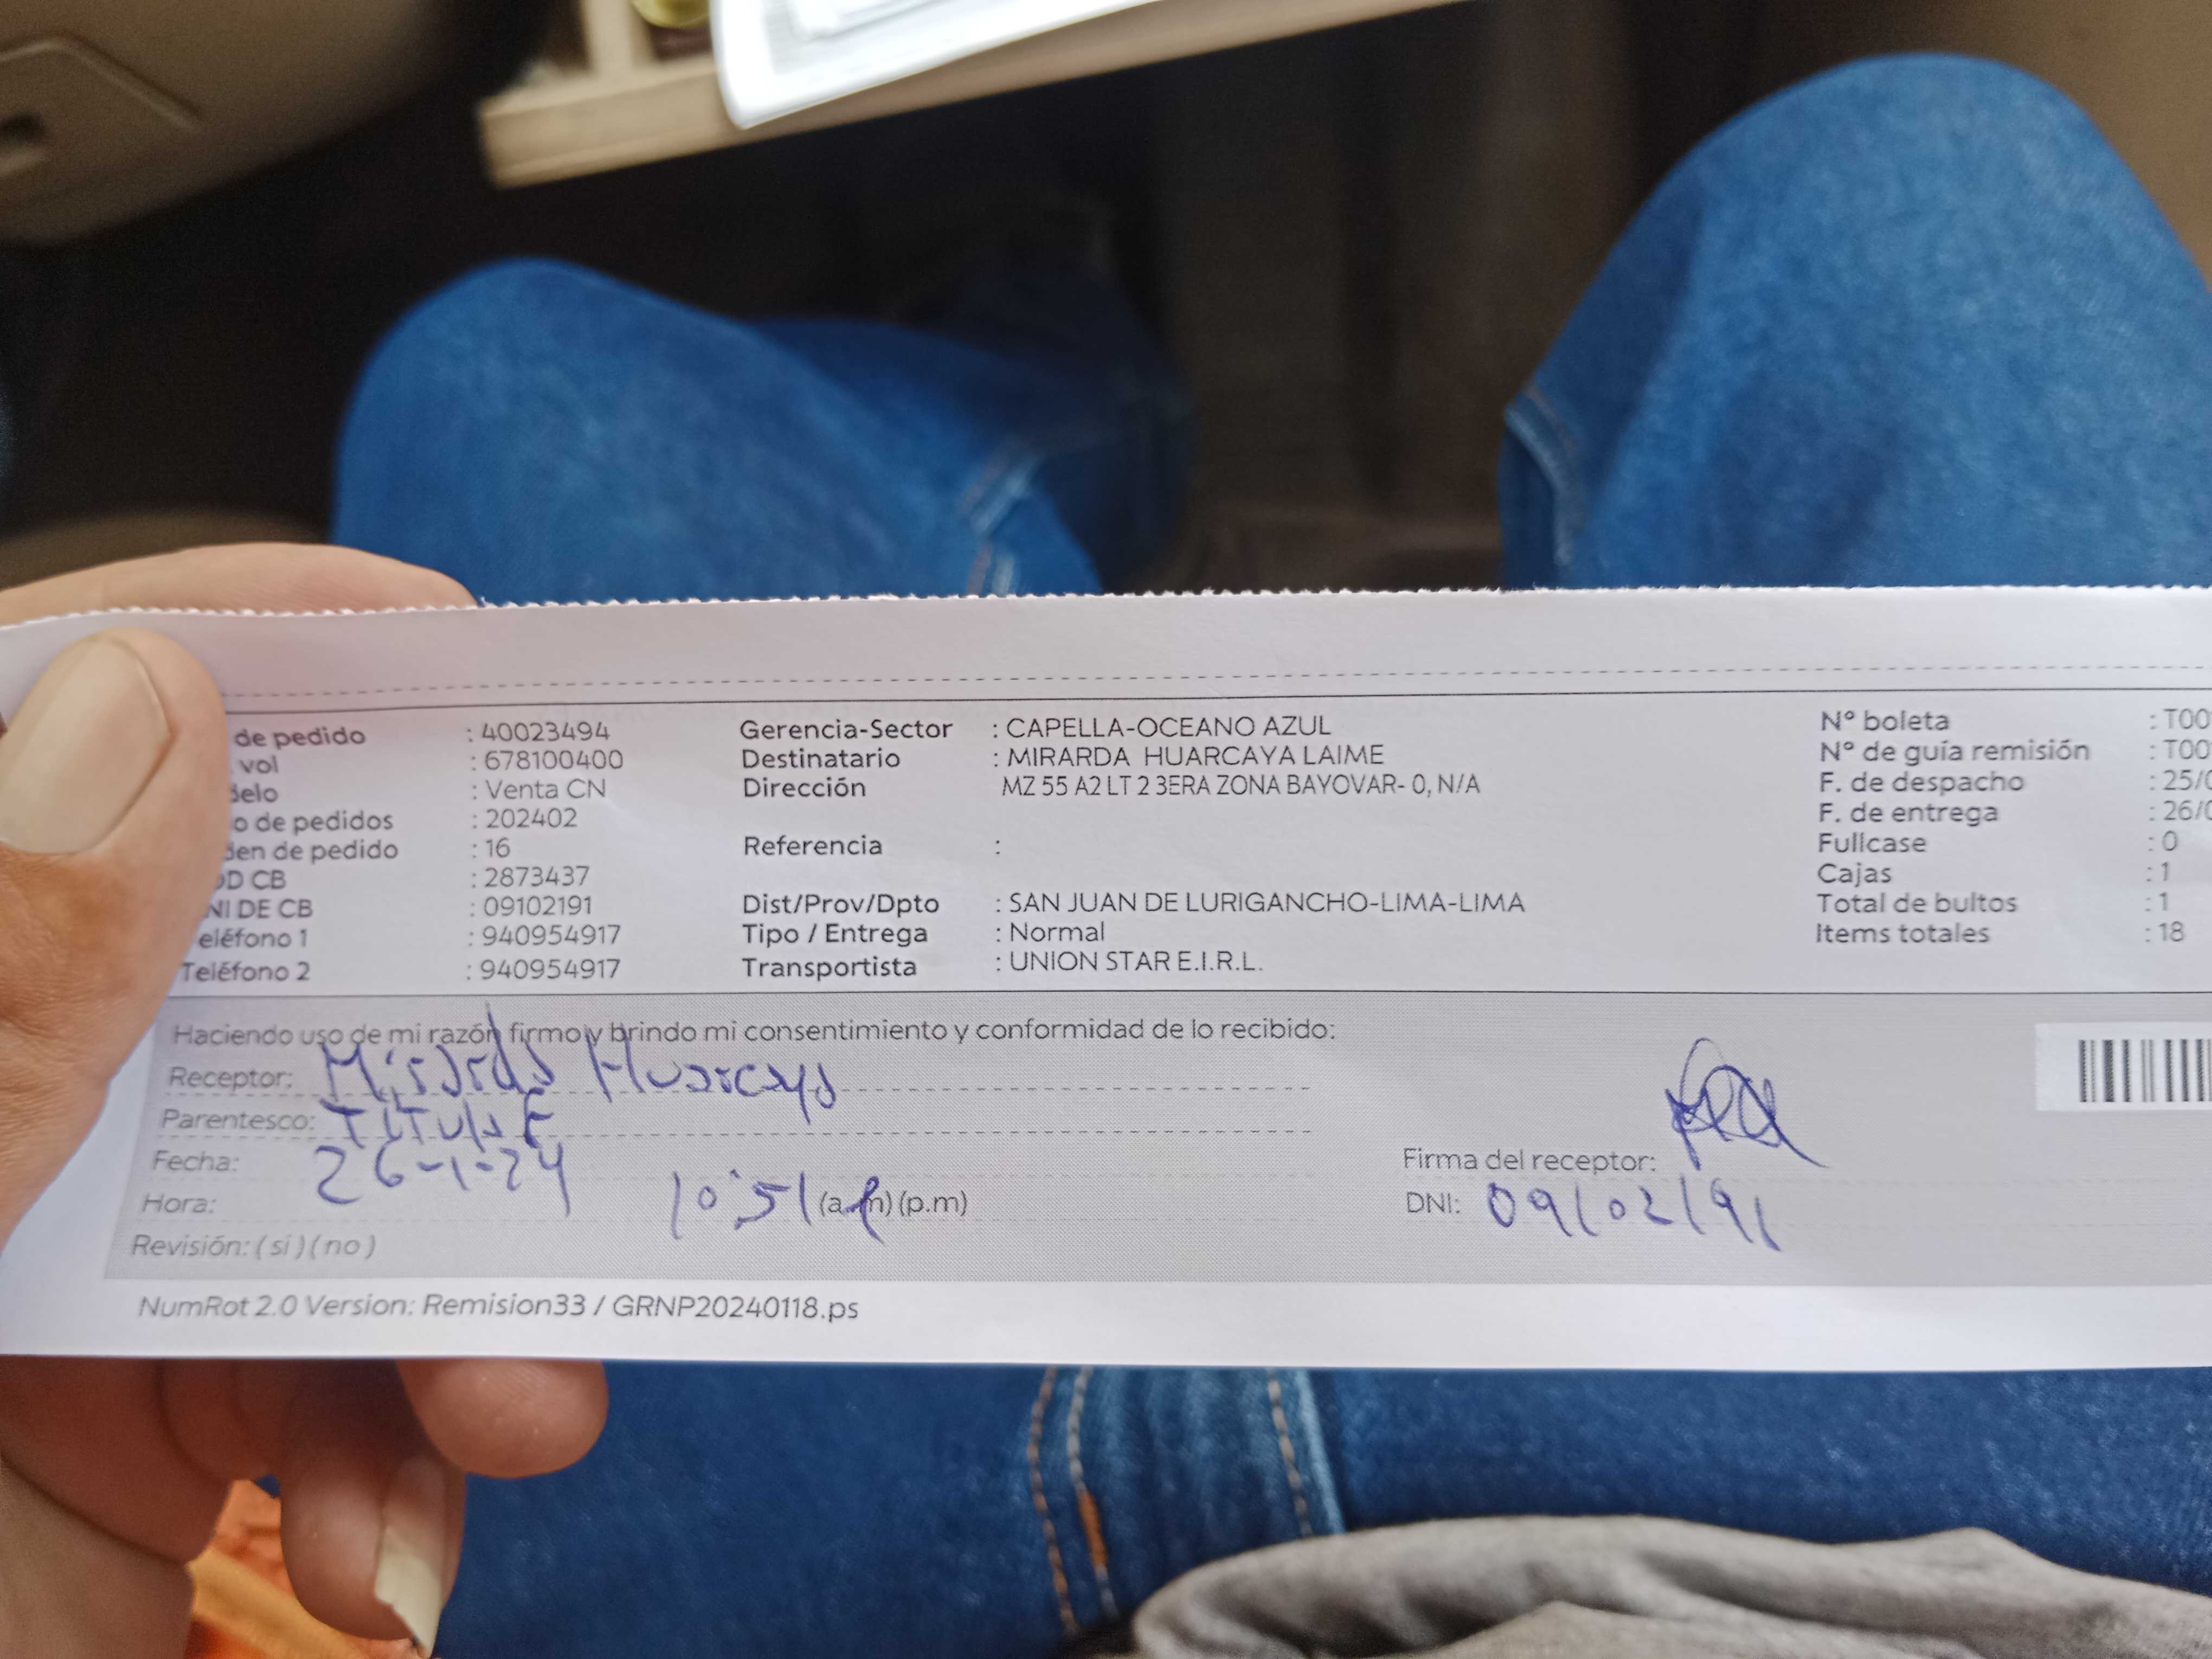 de pedido : 40023494 Gerencia-Sector : CAPELLA-OCEANO AZUL Nº boleta : T00
vol : 678100400 Destinatario : MIRARDA HUARCAYA LAIME Nº de guía remisión : T00
delo : Venta CN Dirección MZ 55 A2 LT 2 3ERA ZONA BAYOVAR- 0, N/A F. de despacho : 25/0
o de pedidos : 202402 F. de entrega : 26/0
den de pedido : 16 Referencia : Fullcase : 0
OD CB : 2873437 Cajas : 1
NI DE CB : 09102191 Dist/Prov/Dpto : SAN JUAN DE LURIGANCHO-LIMA-LIMA Total de bultos : 1
eléfono 1 : 940954917 Tipo / Entrega : Normal Items totales : 18
Teléfono 2 : 940954917 Transportista : UNION STAR E.I.R.L.
Haciendo uso de mi razón firmo y brindo mi consentimiento y conformidad de lo recibido:
Receptor: Mirarda Huarcaya
Parentesco: Titular
Fecha: 26-1-24 Firma del receptor:
Hora: 10:51 (a.m) (p.m) DNI: 09102191
Revisión: ( si ) ( no )
NumRot 2.0 Version: Remision33 / GRNP20240118.ps